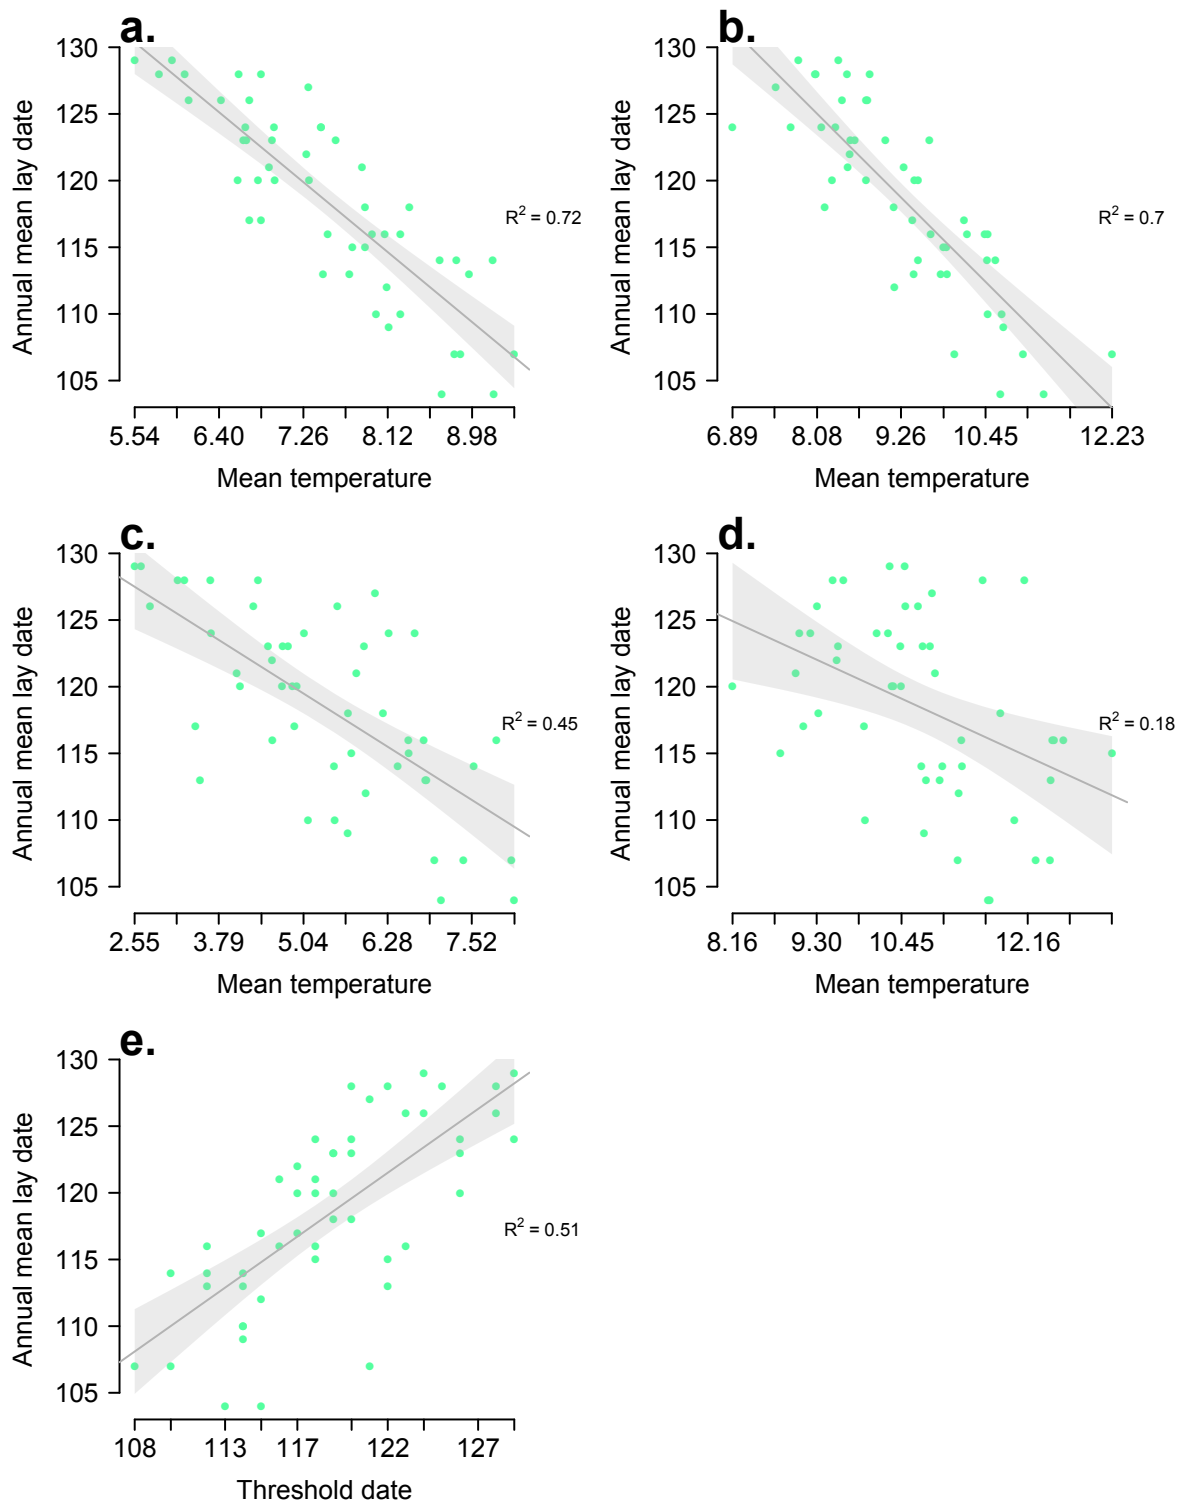 a.
130
125
120
115
110
105
Annual mean lay date
R² = 0.72
5.54 6.40 7.26 8.12 8.98
Mean temperature
b.
130
125
120
115
110
105
Annual mean lay date
R² = 0.7
6.89 8.08 9.26 10.45 12.23
Mean temperature
c.
130
125
120
115
110
105
Annual mean lay date
R² = 0.45
2.55 3.79 5.04 6.28 7.52
Mean temperature
d.
130
125
120
115
110
105
Annual mean lay date
R² = 0.18
8.16 9.30 10.45 12.16
Mean temperature
e.
130
125
120
115
110
105
Annual mean lay date
R² = 0.51
108 113 117 122 127
Threshold date